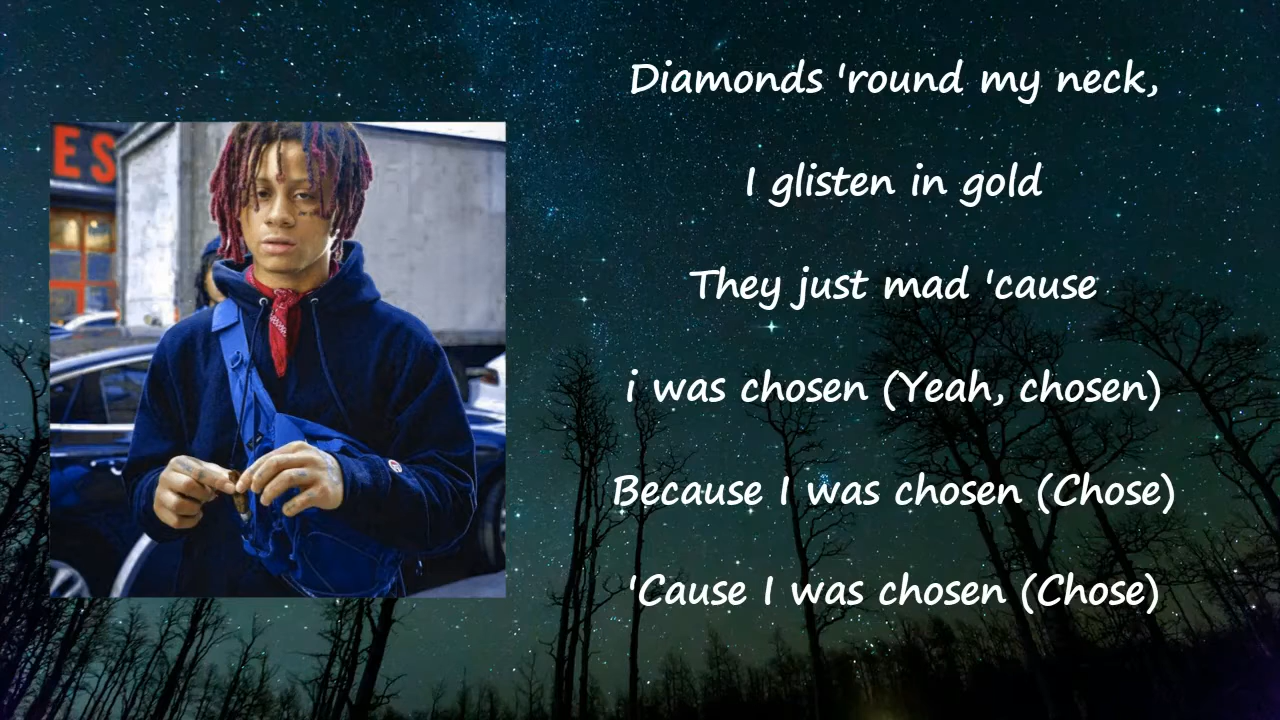 ES
Diamonds 'round my neck,
I glisten in gold
They just mad 'cause
i was chosen (Yeah, chosen)
Because I was chosen (Chose)
'Cause I was chosen (Chose)